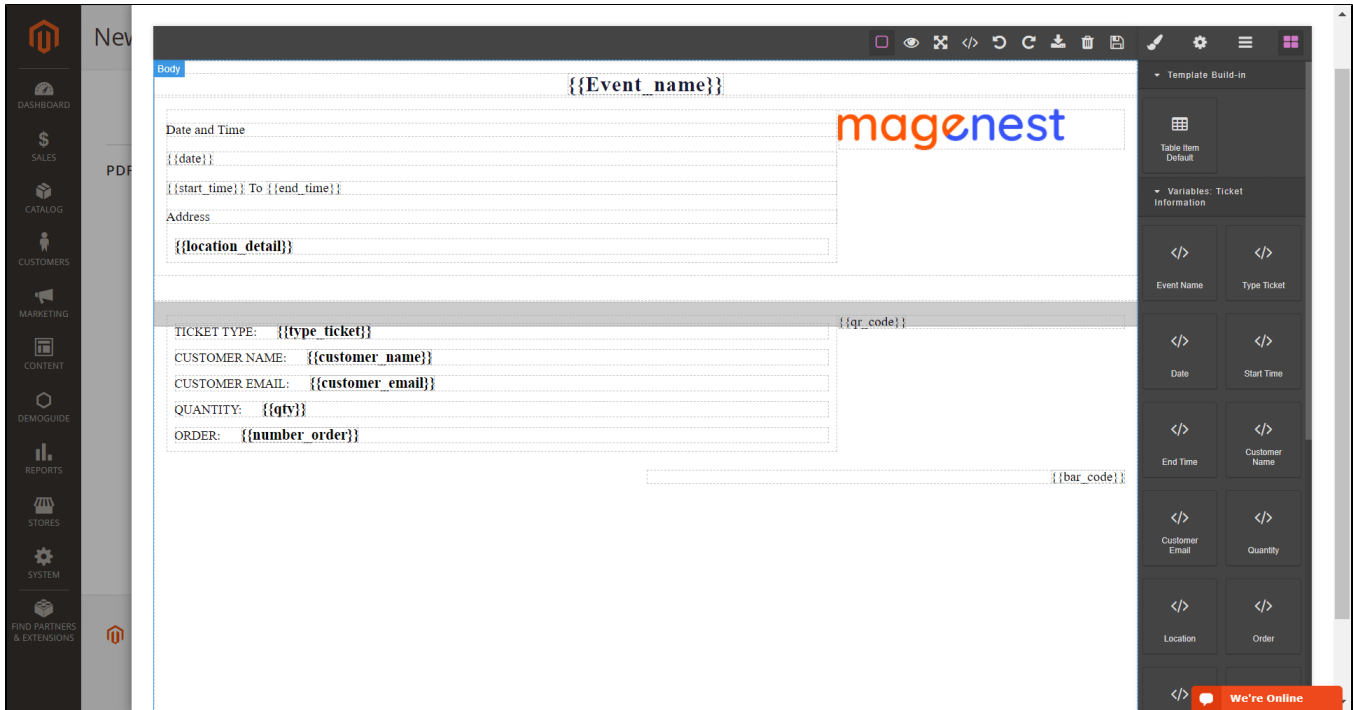 New
DASHBOARD
$
SALES
CATALOG
CUSTOMERS
MARKETING
CONTENT
DEMOGUIDE
REPORTS
STORES
SYSTEM
FIND PARTNERS
& EXTENSIONS
PDF
Body
{{Event_name}}
Date and Time
{{date}}
{{start_time}} To {{end_time}}
Address
{{location_detail}}
magenest
TICKET TYPE: {{type_ticket}}
CUSTOMER NAME: {{customer_name}}
CUSTOMER EMAIL: {{customer_email}}
QUANTITY: {{qty}}
ORDER: {{number_order}}
{{qr_code}}
{{bar_code}}
Template Build-in
Table Item
Default
Variables: Ticket
Information
Event Name
Type Ticket
Date
Start Time
End Time
Customer
Name
Customer
Email
Quantity
Location
Order
We're Online